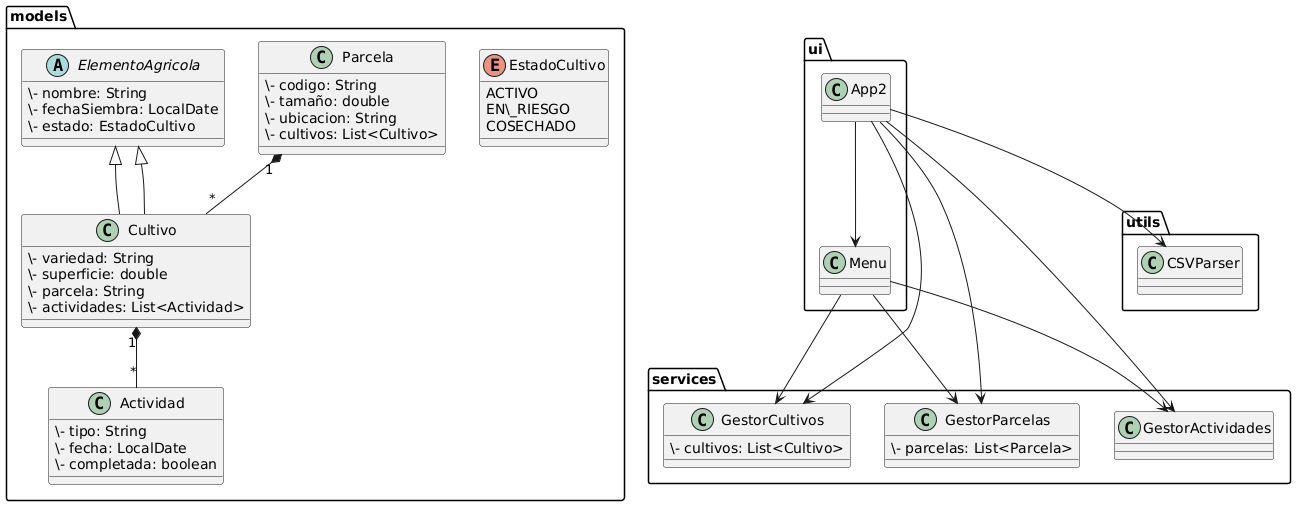 models
A ElementoAgricola
\- nombre: String
\- fechaSiembra: LocalDate
\- estado: EstadoCultivo
C Parcela
\- codigo: String
\- tamaño: double
\- ubicacion: String
\- cultivos: List<Cultivo>
E EstadoCultivo
ACTIVO
EN\_RIESGO
COSECHADO
1
*
C Cultivo
\- variedad: String
\- superficie: double
\- parcela: String
\- actividades: List<Actividad>
1
*
C Actividad
\- tipo: String
\- fecha: LocalDate
\- completada: boolean
ui
C App2
C Menu
utils
C CSVParser
services
C GestorCultivos
\- cultivos: List<Cultivo>
C GestorParcelas
\- parcelas: List<Parcela>
C GestorActividades